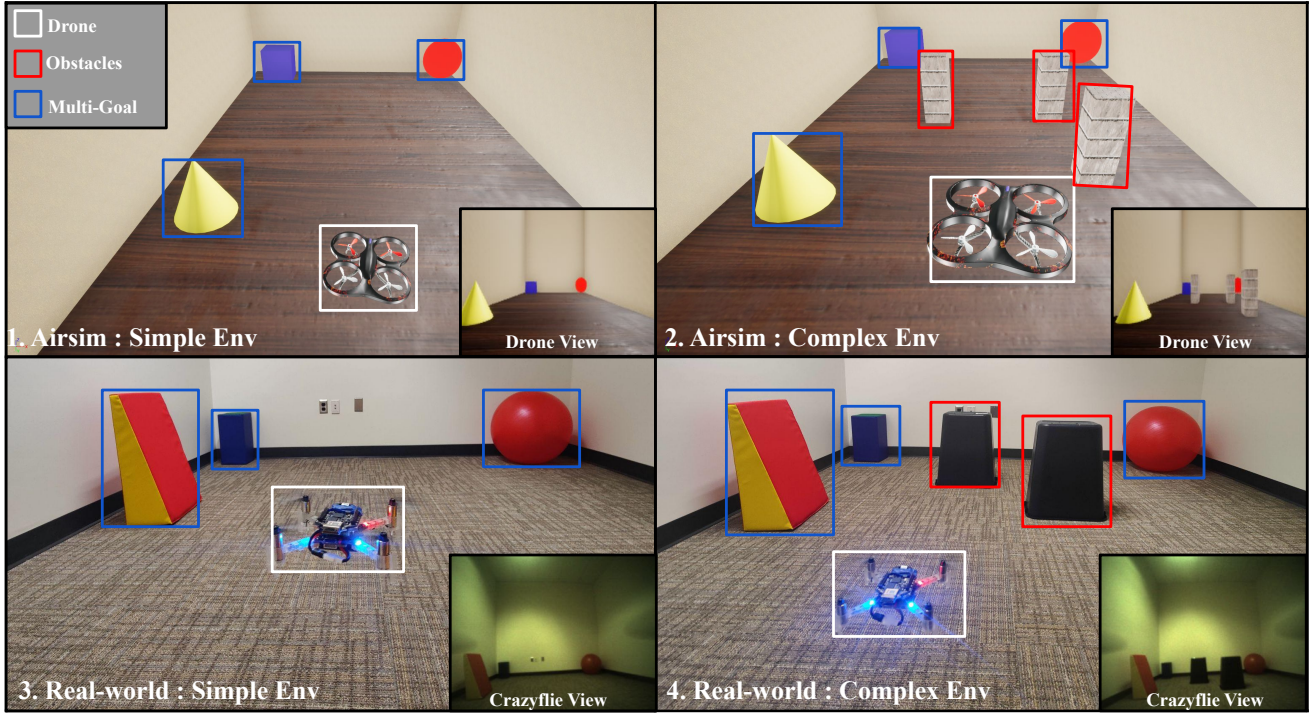 Drone
Obstacles
Multi-Goal
1. Airsim : Simple Env
Drone View
2. Airsim : Complex Env
Drone View
3. Real-world : Simple Env
Crazyflie View
4. Real-world : Complex Env
Crazyflie View